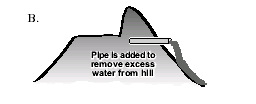 B.
Pipe is added to
remove excess
water from hill